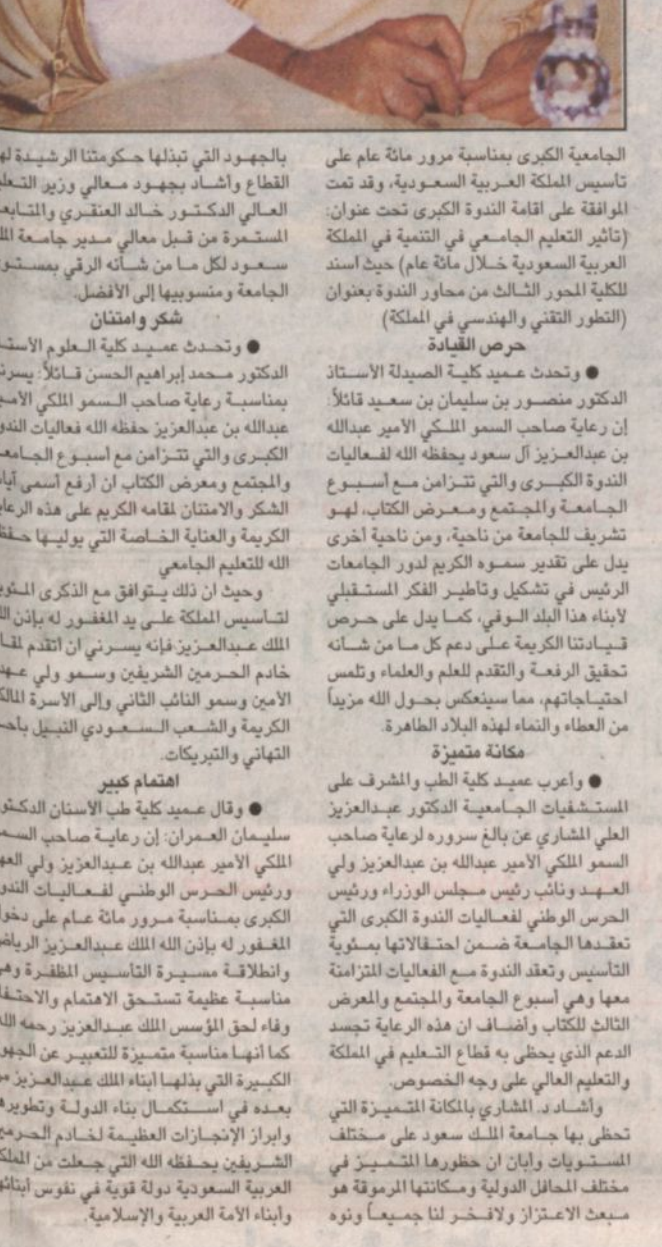 الجامعية الكبرى بمناسبة مرور مائة عام على
تأسيس المملكة العربية السعودية، وقد تمت
الموافقة على اقامة الندوة الكبرى تحت عنوان:
(تأثير التعليم الجامعي في التنمية في المملكة
العربية السعودية خلال مائة عام) حيث اسند
للكلية المحور الثالث من محاور الندوة بعنوان
(التطور التقني والهندسي في المملكة)
حرص القيادة
● وتحدث عميد كلية الصيدلة الأستاذ
الدكتور منصور بن سليمان بن سعيد قائلاً:
إن رعاية صاحب السمو الملكي الأمير عبدالله
بن عبدالعزيز آل سعود يحفظه الله لفعاليات
الندوة الكبرى والتي تتزامن مع أسبوع
الجامعة والمجتمع ومعرض الكتاب، لهو
تشريف للجامعة من ناحية، ومن ناحية أخرى
يدل على تقدير سموه الكريم لدور الجامعات
الرئيس في تشكيل وتأطير الفكر المستقبلي
لأبناء هذا البلد الوفي، كما يدل على حرص
قيادتنا الكريمة على دعم كل ما من شأنه
تحقيق الرفعة والتقدم للعلم والعلماء وتلمس
احتياجاتهم، مما سينعكس بحول الله مزيداً
من العطاء والنماء لهذه البلاد الطاهرة.
مكانة متميزة
● وأعرب عميد كلية الطب والمشرف على
المستشفيات الجامعية الدكتور عبدالعزيز
العلي المشاري عن بالغ سروره لرعاية صاحب
السمو الملكي الأمير عبدالله بن عبدالعزيز ولي
العهد ونائب رئيس مجلس الوزراء ورئيس
الحرس الوطني لفعاليات الندوة الكبرى التي
تعقدها الجامعة ضمن احتفالاتها بمئوية
التأسيس وتعقد الندوة مع الفعاليات المتزامنة
معها وهي أسبوع الجامعة والمجتمع والمعرض
الثالث للكتاب وأضاف ان هذه الرعاية تجسد
الدعم الذي يحظى به قطاع التعليم في المملكة
والتعليم العالي على وجه الخصوص.
وأشاد د. المشاري بالمكانة المتميزة التي
تحظى بها جامعة الملك سعود على مختلف
المستويات وأبان ان حظورها المتميز في
مختلف المحافل الدولية ومكانتها المرموقة هو
مبعث الاعتزاز ولافخر لنا جميعاً ونوه
بالجهود التي تبذلها حكومتنا الرشيدة
القطاع وأشاد بجهود معالي وزير
العالي الدكتور خالد العنقري
المستمرة من قبل معالي مدير جامعة
سعود لكل ما من شأنه الرقي
الجامعة ومنسوبيها إلى الأفضل.
شكر وامتنان
● وتحدث عميد كلية العلوم
الدكتور محمد إبراهيم الحسن قائلاً:
بمناسبة رعاية صاحب السمو الملكي
عبدالله بن عبدالعزيز حفظه الله فعاليات
الكبرى والتي تتزامن مع أسبوع
والمجتمع ومعرض الكتاب ان أرفع أسمى
الشكر والامتنان لمقامه الكريم على هذه
الكريمة والعناية الخاصة التي يوليها
الله للتعليم الجامعي
وحيث ان ذلك يتوافق مع الذكرى
لتأسيس المملكة على يد المغفور له بإذن
الملك عبدالعزيز فإنه يسرني ان أتقدم
خادم الحرمين الشريفين وسمو ولي
الأمين وسمو النائب الثاني وإلى الأسرة
الكريمة والشعب السعودي النبيل
التهاني والتبريكات.
اهتمام كبير
● وقال عميد كلية طب الأسنان
سليمان العمران: إن رعاية صاحب
الملكي الأمير عبدالله بن عبدالعزيز ولي
ورئيس الحرس الوطني لفعاليات
الكبرى بمناسبة مرور مائة عام على
المغفور له بإذن الله الملك عبدالعزيز
وانطلاقة مسيرة التأسيس المظفرة
مناسبة عظيمة تستحق الاهتمام
وفاء لحق المؤسس الملك عبدالعزيز رحمه
كما أنها مناسبة متميزة للتعبير عن
الكبيرة التي بذلها أبناء الملك عبدالعزيز
بعده في استكمال بناء الدولة
وابراز الإنجازات العظيمة لخادم
الشريفين يحفظه الله التي جعلت من
العربية السعودية دولة قوية في نفوس
وأبناء الأمة العربية والإسلامية.